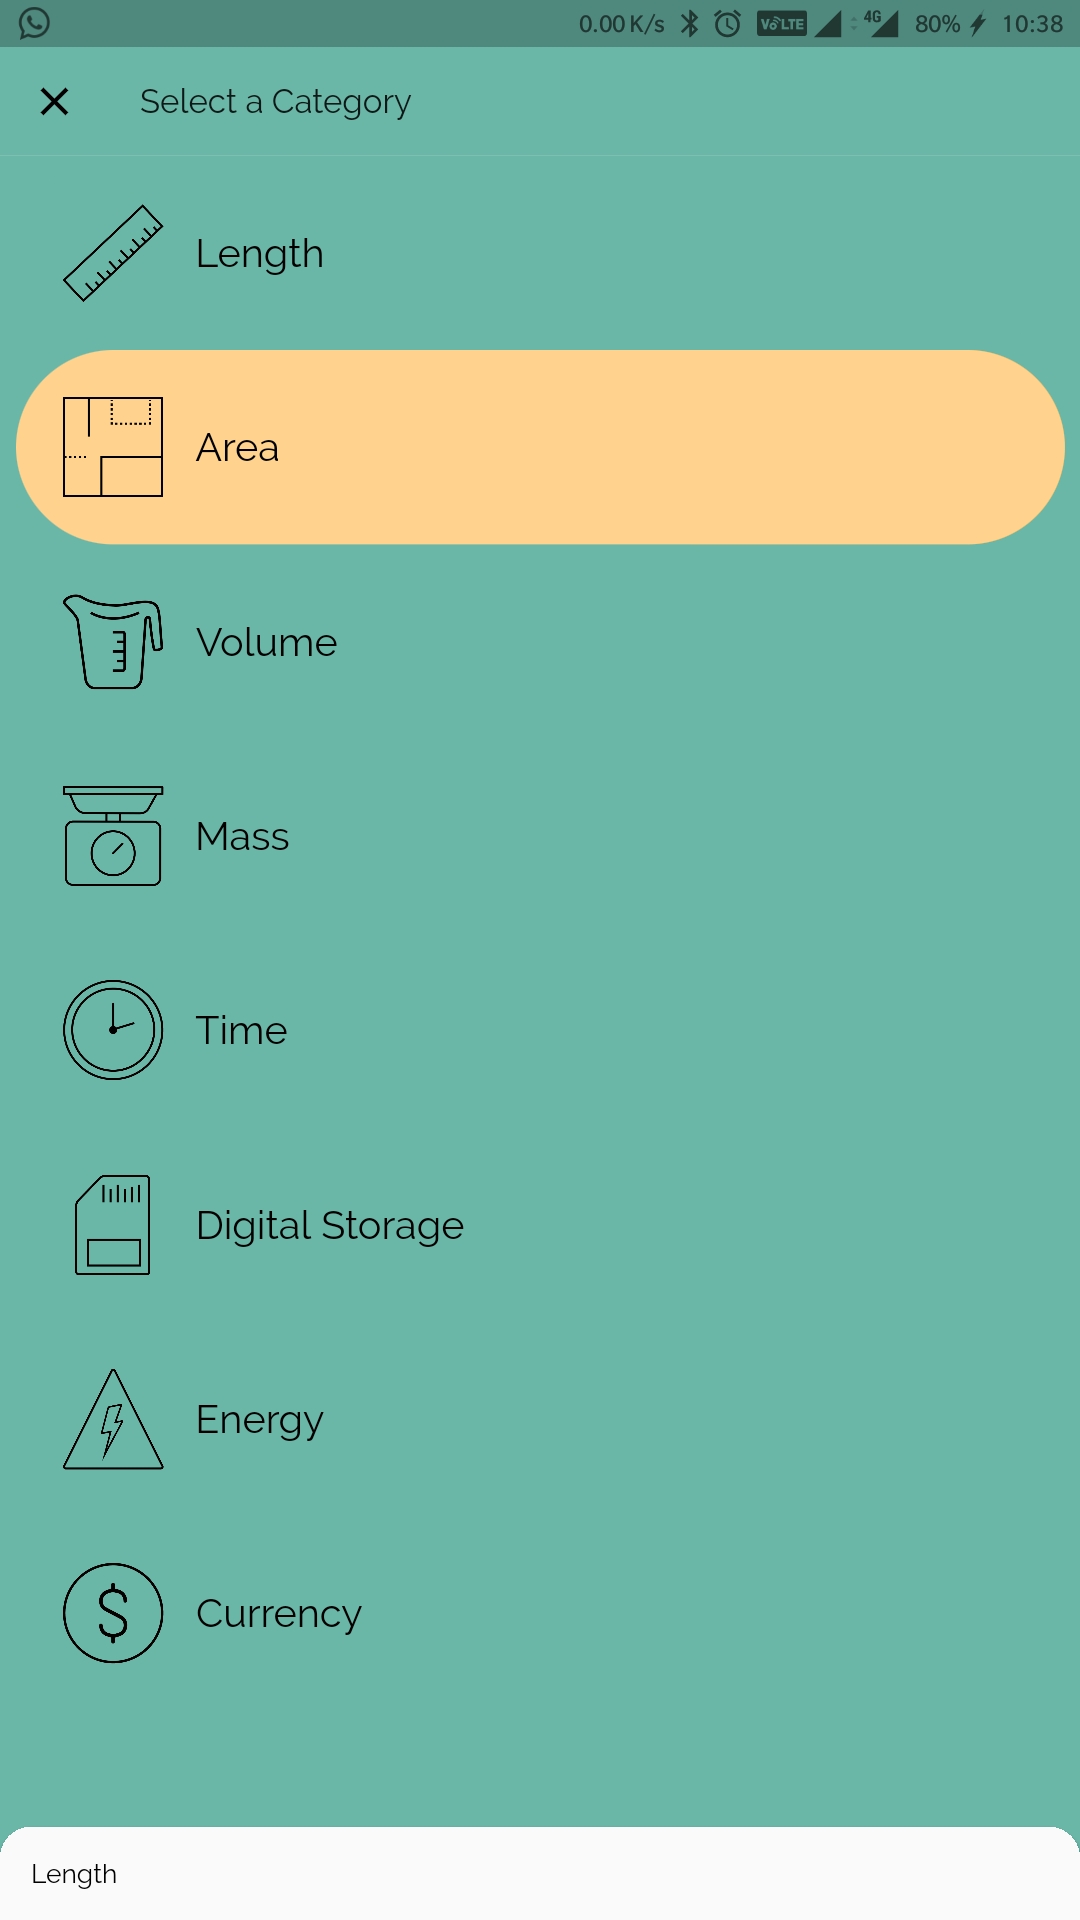 0.00 K/s VoLTE 4G 80% 10:38
Select a Category
Length
Area
Volume
Mass
Time
Digital Storage
Energy
Currency
Length